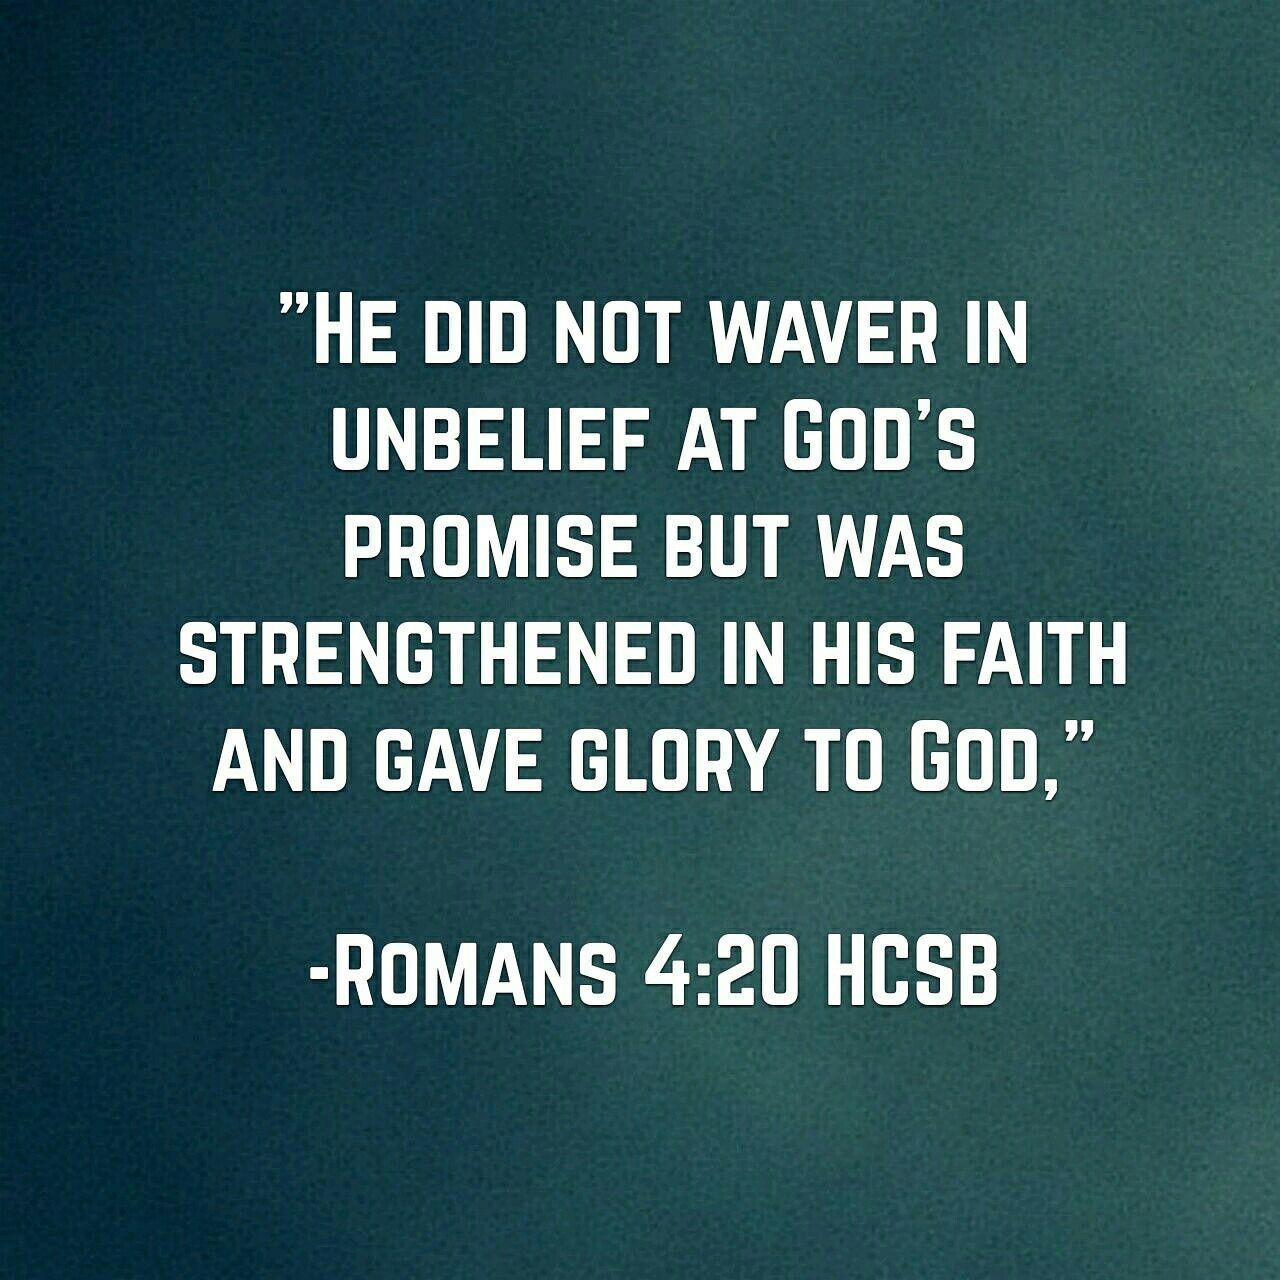 ”He did not waver in
unbelief at God’s
promise but was
strengthened in his faith
and gave glory to God,”
-Romans 4:20 HCSB